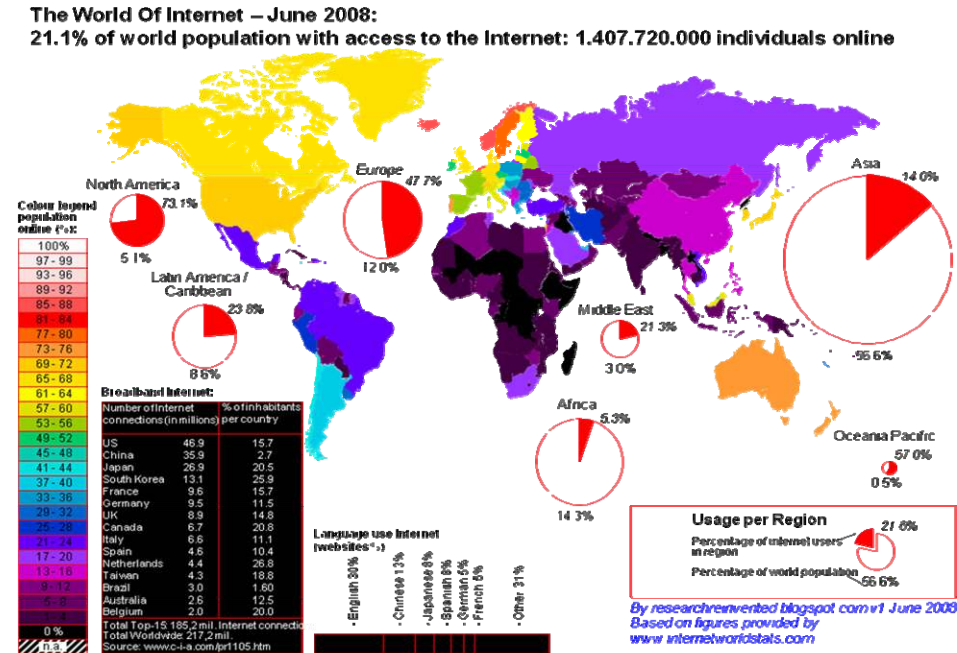 The World Of Internet – June 2008:
21.1% of world population with access to the Internet: 1.407.720.000 individuals online
North America
73.1%
5.1%
Europe
47.7%
12.0%
Asia
14.0%
56.6%
Latin America /
Caribbean
23.8%
8.6%
Middle East
21.3%
3.0%
Africa
5.3%
14.3%
Oceania Pacific
57.0%
0.5%
Colour legend
population
online (%):
100%
97 - 99
93 - 96
89 - 92
85 - 88
81 - 84
77 - 80
73 - 76
69 - 72
65 - 68
61 - 64
57 - 60
53 - 56
49 - 52
45 - 48
41 - 44
37 - 40
33 - 36
29 - 32
25 - 28
21 - 24
17 - 20
13 - 16
9 - 12
5 - 8
1 - 4
0 %
n.a.
Broadband Internet:
Number of Internet % of inhabitants
connections (in millions) per country
US 46.9 15.7
China 35.9 2.7
Japan 26.9 20.5
South Korea 13.1 25.9
France 9.6 15.7
Germany 9.5 11.5
UK 8.9 14.8
Canada 6.7 20.8
Italy 6.6 11.1
Spain 4.6 10.4
Netherlands 4.4 26.8
Taiwan 4.3 18.8
Brazil 3.0 1.60
Australia 2.6 12.5
Belgium 2.0 20.0
Total Top-15: 185,2 mil. Internet connectio
Total Worldwide: 217,2 mil.
Source: www.c-i-a.com/pr1105.htm
Language use Internet
(websites %)
- English 30%
- Chinese 13%
- Japanese 8%
- Spanish 8%
- German 5%
- French 5%
- Other 31%
Usage per Region
21.6%
Percentage of internet users
in region
Percentage of world population
56.6%
By researchreinvented.blogspot.com v1 June 2008
Based on figures provided by
www.internetworldstats.com